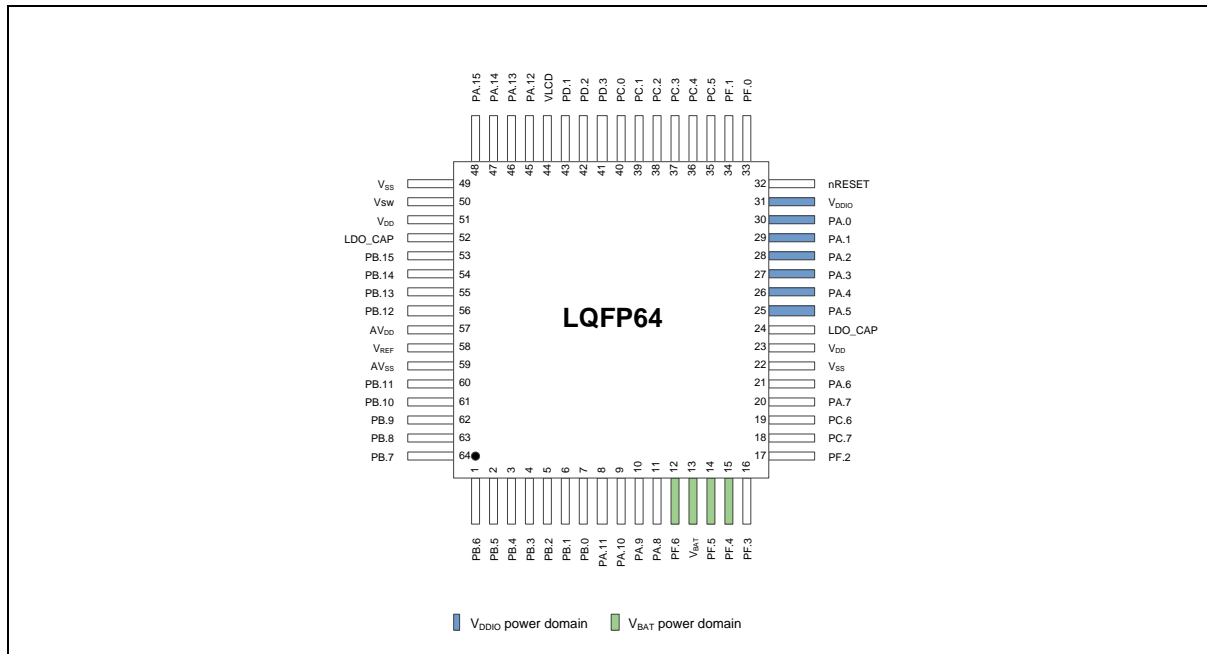 PA.15
PA.14
PA.13
PA.12
VLCD
PD.1
PD.2
PD.3
PC.0
PC.1
PC.2
PC.3
PC.4
PC.5
PF.1
PF.0
48
47
46
45
44
43
42
41
40
39
38
37
36
35
34
33
VSS 49
Vsw 50
VDD 51
LDO_CAP 52
PB.15 53
PB.14 54
PB.13 55
PB.12 56
AVDD 57
VREF 58
AVSS 59
PB.11 60
PB.10 61
PB.9 62
PB.8 63
PB.7 64
LQFP64
32 nRESET
31 VDDIO
30 PA.0
29 PA.1
28 PA.2
27 PA.3
26 PA.4
25 PA.5
24 LDO_CAP
23 VDD
22 VSS
21 PA.6
20 PA.7
19 PC.6
18 PC.7
17 PF.2
1
2
3
4
5
6
7
8
9
10
11
12
13
14
15
16
PB.6
PB.5
PB.4
PB.3
PB.2
PB.1
PB.0
PA.11
PA.10
PA.9
PA.8
PF.6
VBAT
PF.5
PF.4
PF.3
VDDIO power domain
VBAT power domain